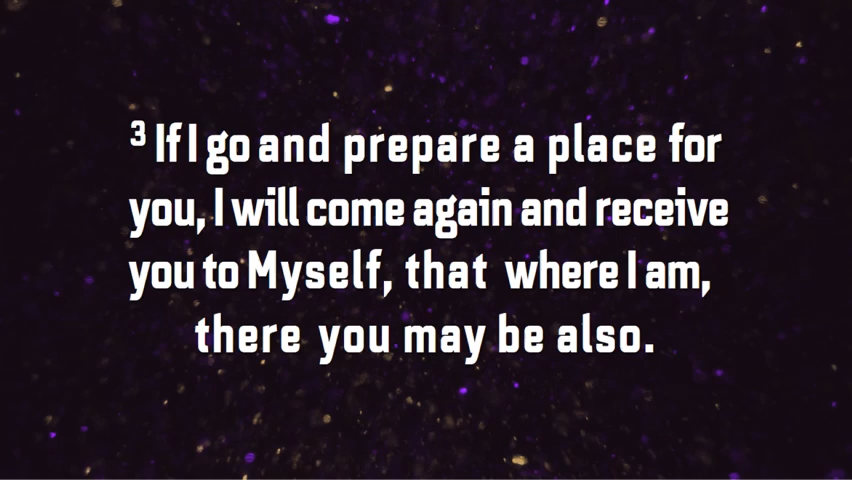 ³ If I go and prepare a place for
you, I will come again and receive
you to Myself, that where I am,
there you may be also.